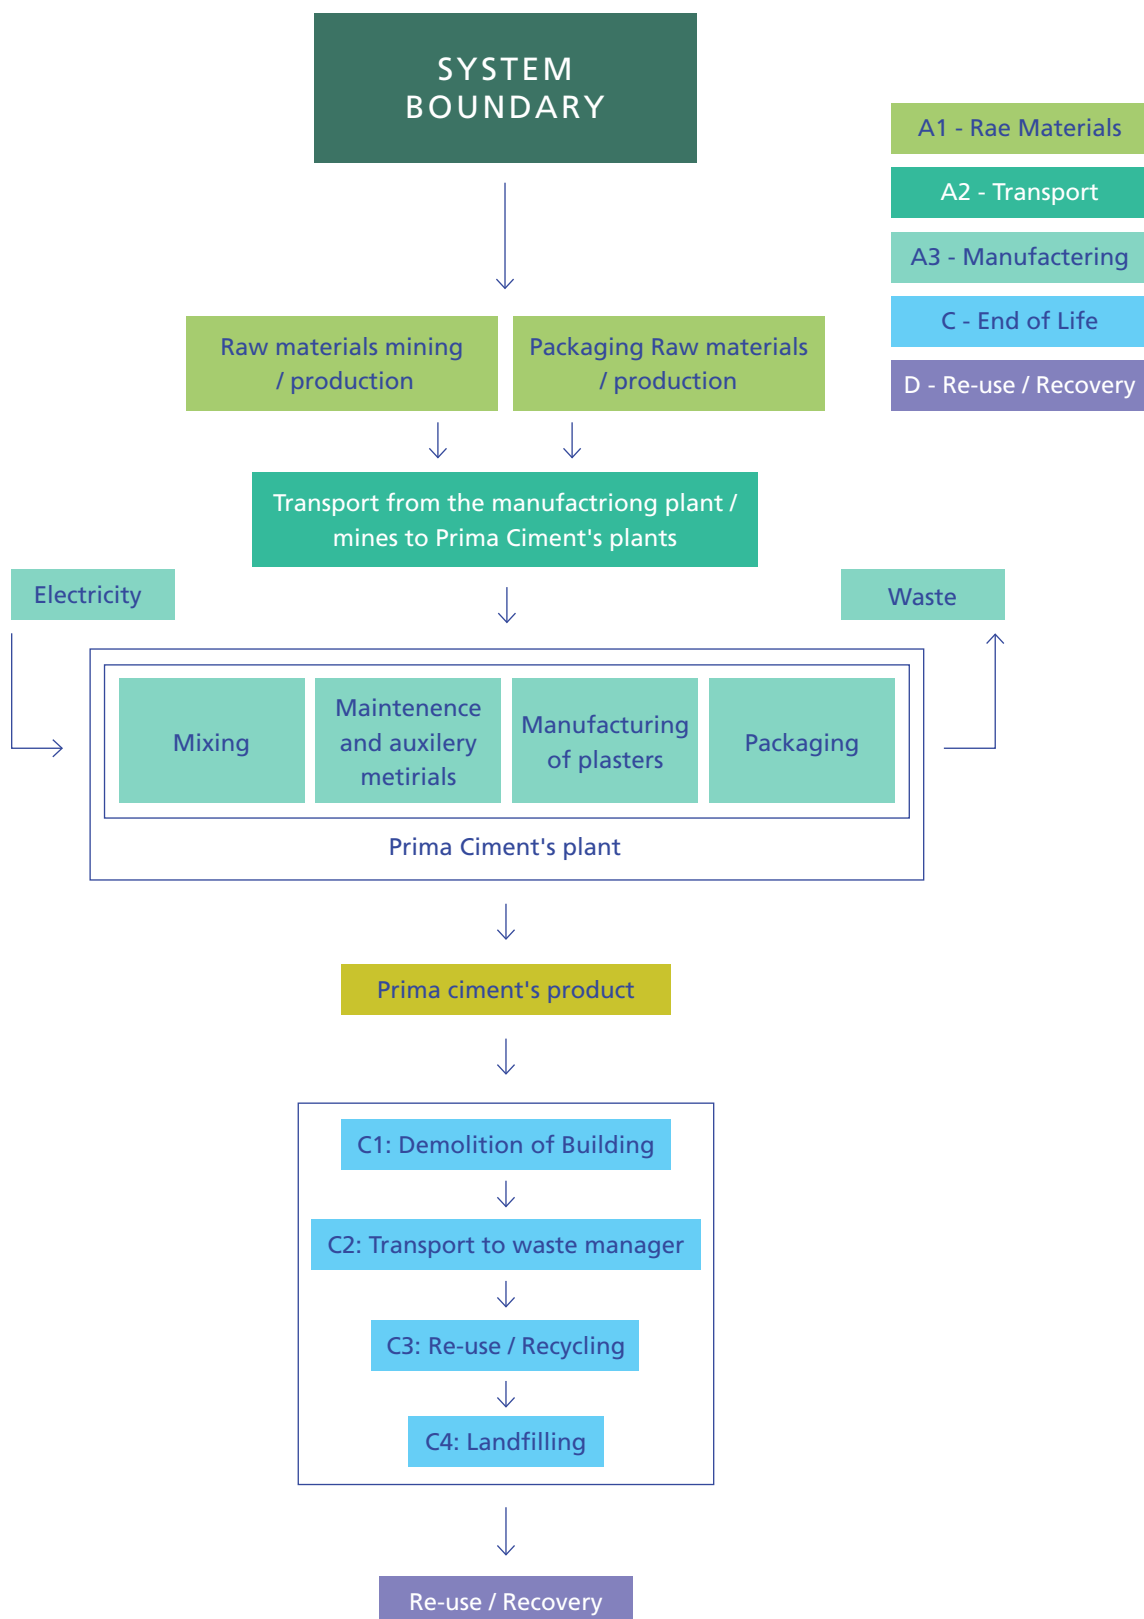 SYSTEM
BOUNDARY
A1 - Rae Materials
A2 - Transport
A3 - Manufactering
C - End of Life
D - Re-use / Recovery
Raw materials mining
/ production
Packaging Raw materials
/ production
Transport from the manufactriong plant /
mines to Prima Ciment's plants
Electricity
Waste
Mixing
Maintenence
and auxilery
metirials
Manufacturing
of plasters
Packaging
Prima Ciment's plant
Prima ciment's product
C1: Demolition of Building
C2: Transport to waste manager
C3: Re-use / Recycling
C4: Landfilling
Re-use / Recovery